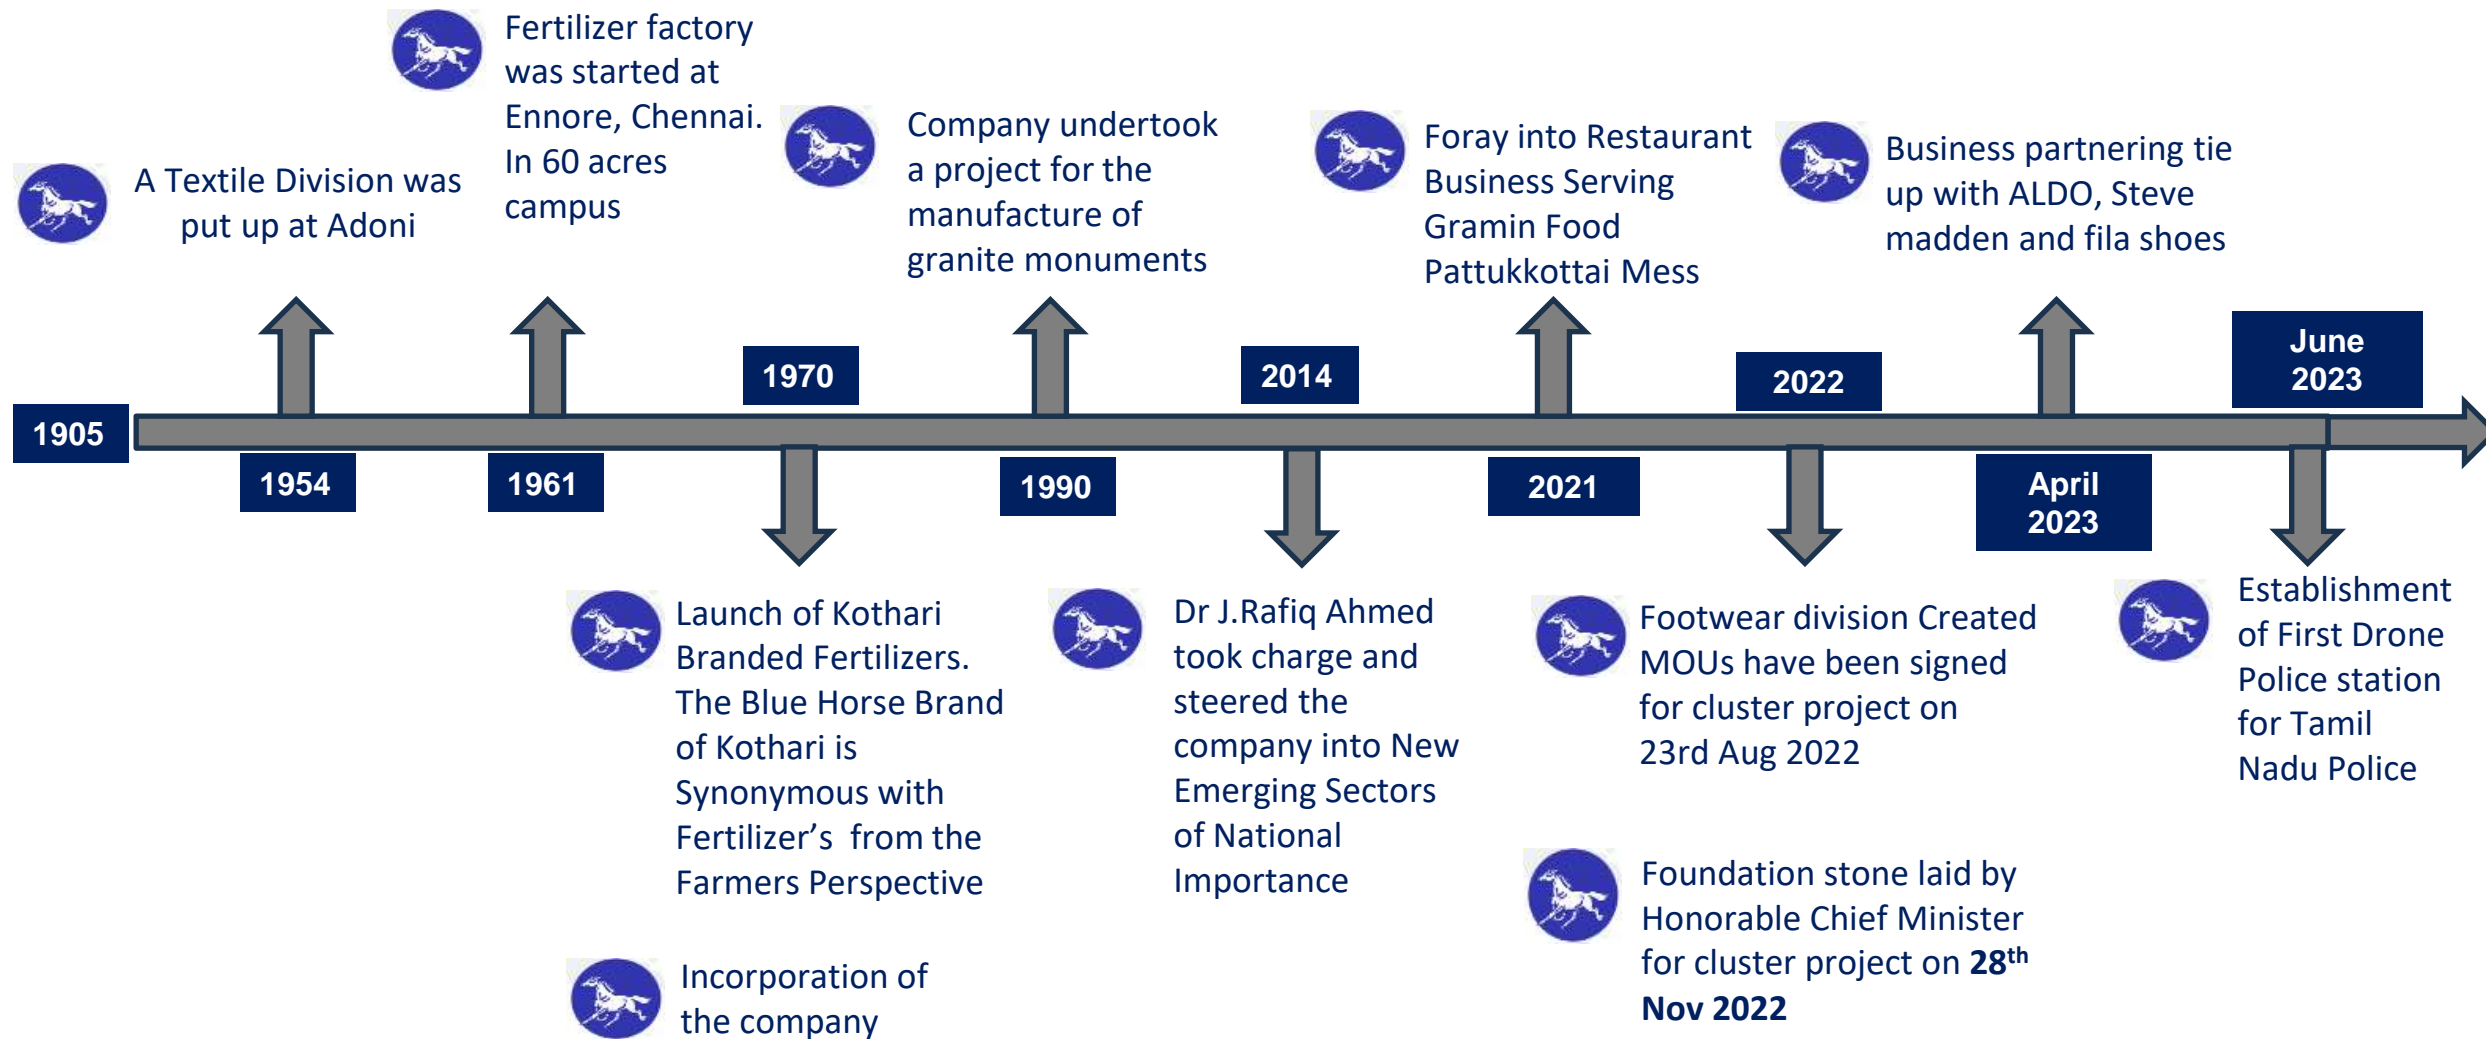 Fertilizer factory
was started at
Ennore, Chennai.
In 60 acres
campus
A Textile Division was
put up at Adoni
Company undertook
a project for the
manufacture of
granite monuments
Foray into Restaurant
Business Serving
Gramin Food
Pattukkottai Mess
Business partnering tie
up with ALDO, Steve
madden and fila shoes
1905
1954
1961
1970
1990
2014
2021
2022
April
2023
June
2023
Launch of Kothari
Branded Fertilizers.
The Blue Horse Brand
of Kothari is
Synonymous with
Fertilizer’s  from the
Farmers Perspective
Incorporation of
the company
Dr J.Rafiq Ahmed
took charge and
steered the
company into New
Emerging Sectors
of National
Importance
Footwear division Created
MOUs have been signed
for cluster project on
23rd Aug 2022
Foundation stone laid by
Honorable Chief Minister
for cluster project on 28th
Nov 2022
Establishment
of First Drone
Police station
for Tamil
Nadu Police